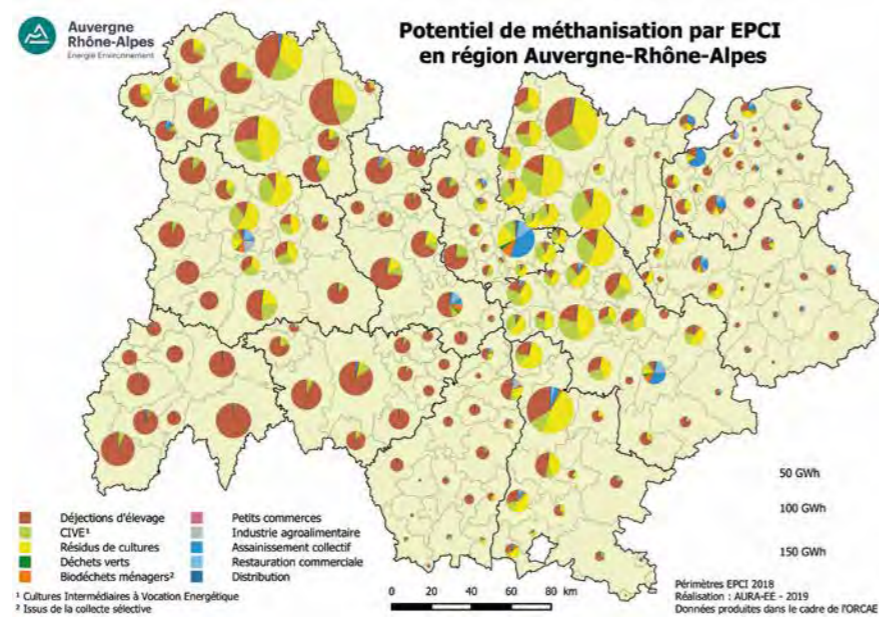 Auvergne
Rhône-Alpes
Energie Environnement
Potentiel de méthanisation par EPCI
en région Auvergne-Rhône-Alpes
50 GWh
100 GWh
150 GWh
Déjections d'élevage
CIVE¹
Résidus de cultures
Déchets verts
Biodéchets ménagers²
Petits commerces
Industrie agroalimentaire
Assainissement collectif
Restauration commerciale
Distribution
¹ Cultures Intermédiaires à Vocation Energétique
² Issus de la collecte sélective
0 20 40 60 80 km
Périmètres EPCI 2018
Réalisation : AURA-EE - 2019
Données produites dans le cadre de l'ORCAE